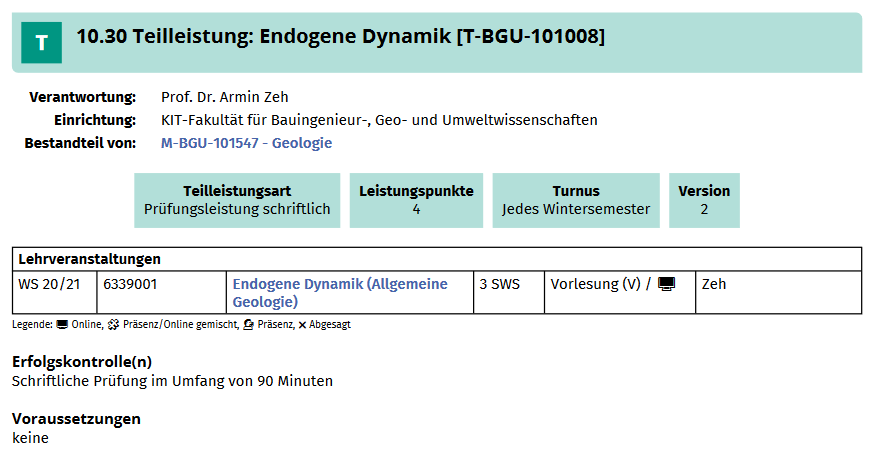 T
10.30 Teilleistung: Endogene Dynamik [T-BGU-101008]
Verantwortung: Prof. Dr. Armin Zeh
Einrichtung: KIT-Fakultät für Bauingenieur-, Geo- und Umweltwissenschaften
Bestandteil von: M-BGU-101547 - Geologie
Teilleistungsart Leistungspunkte Turnus Version
Prüfungsleistung schriftlich 4 Jedes Wintersemester 2
Lehrveranstaltungen
WS 20/21 6339001 Endogene Dynamik (Allgemeine 3 SWS Vorlesung (V) / Zeh
Geologie)
Legende: Online, Präsenz/Online gemischt, Präsenz, x Abgesagt
Erfolgskontrolle(n)
Schriftliche Prüfung im Umfang von 90 Minuten
Voraussetzungen
keine